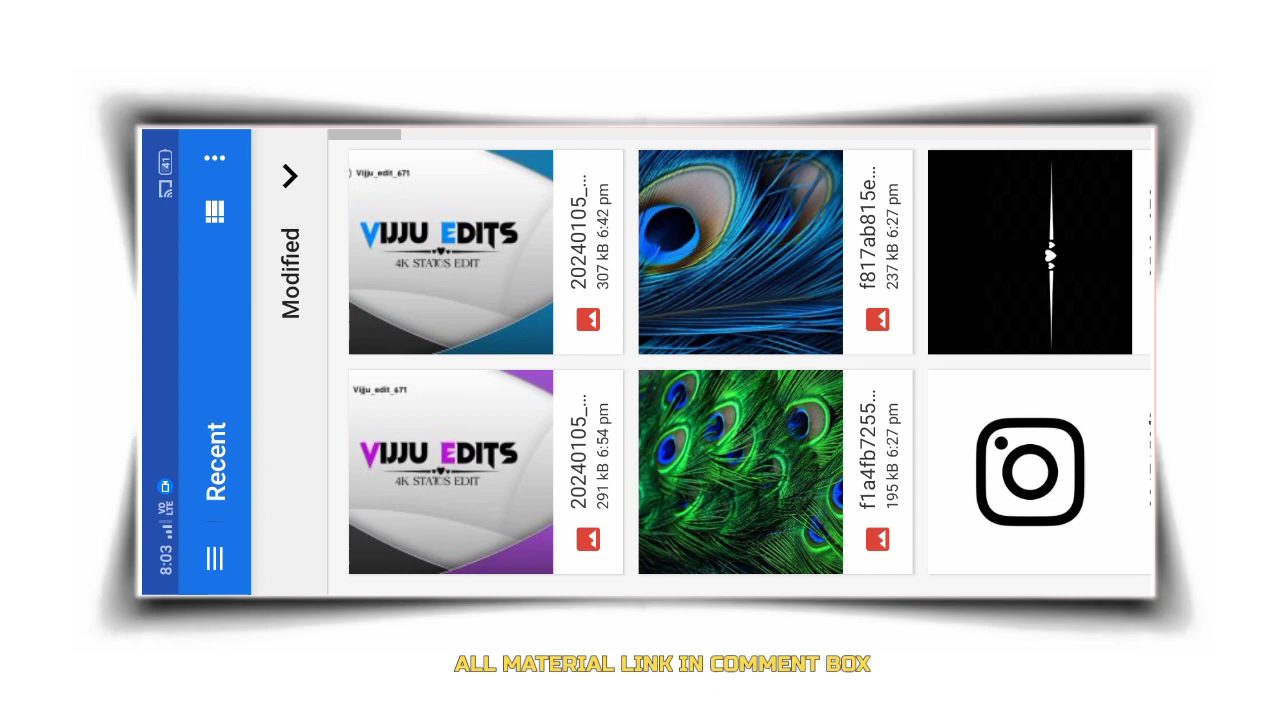 8:03 VO LTE 41
Recent
Modified
Vijju_edit_671
VIJJU EDITS
4K STATUS EDIT
20240105_...
291 kB 6:54 pm
Vijju_edit_671
VIJJU EDITS
4K STATUS EDIT
20240105_...
307 kB 6:42 pm
f1a4fb7255...
195 kB 6:27 pm
f817ab815e...
237 kB 6:27 pm
ALL MATERIAL LINK IN COMMENT BOX